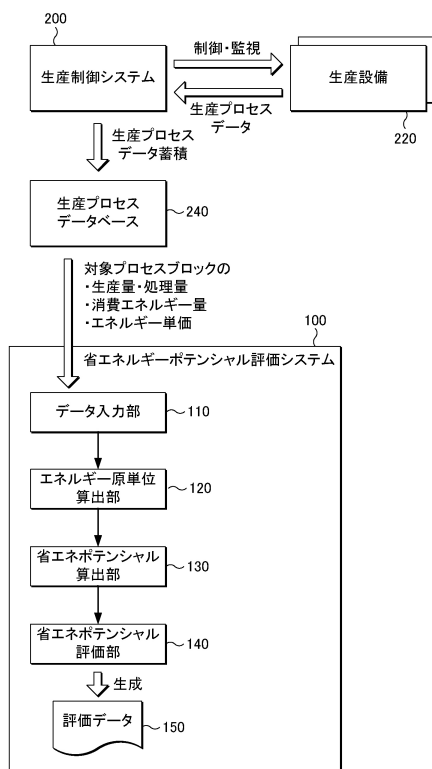 200
生産制御システム
制御・監視
生産設備
生産プロセス
データ
220
生産プロセス
データ蓄積
生産プロセス
データベース
240
対象プロセスブロックの
・生産量・処理量
・消費エネルギー量
・エネルギー単価
100
省エネルギーポテンシャル評価システム
データ入力部
110
エネルギー原単位
算出部
120
省エネポテンシャル
算出部
130
省エネポテンシャル
評価部
140
生成
評価データ
150